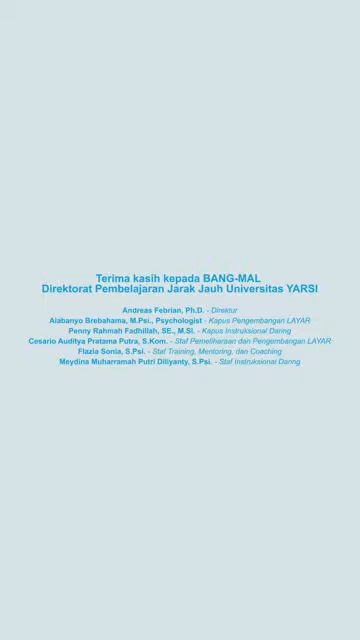 Terima kasih kepada BANG-MAL
Direktorat Pembelajaran Jarak Jauh Universitas YARSI
Andreas Febrian, Ph.D. - Direktur
Alabanyo Brebahama, M.Psi., Psychologist - Kapus Pengembangan LAYAR
Penny Rahmah Fadhillah, SE., M.SI. - Kapus Instruksional Daring
Cesario Auditya Pratama Putra, S.Kom. - Staf Pemeliharaan dan Pengembangan LAYAR
Flazia Sonia, S.Psi. - Staf Training, Mentoring, dan Coaching
Meydina Muharramah Putri Diliyanty, S.Psi. - Staf Instruksional Daring